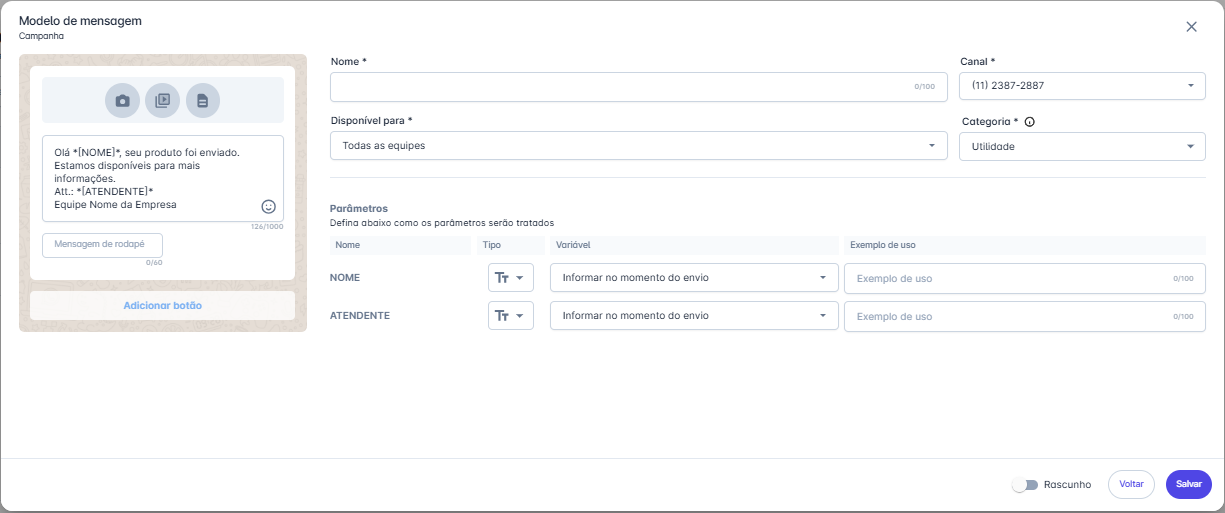 Modelo de mensagem
Campanha
Olá *[NOME]*, seu produto foi enviado.
Estamos disponíveis para mais
informações.
Att.: *[ATENDENTE]*
Equipe Nome da Empresa
126/1000
Mensagem de rodapé
0/60
Adicionar botão
Nome *
0/100
Canal *
(11) 2387-2887
Disponível para *
Todas as equipes
Categoria *
Utilidade
Parâmetros
Defina abaixo como os parâmetros serão tratados
Nome Tipo Variável Exemplo de uso
NOME Tт Informar no momento do envio Exemplo de uso 0/100
ATENDENTE Tт Informar no momento do envio Exemplo de uso 0/100
Rascunho
Voltar
Salvar